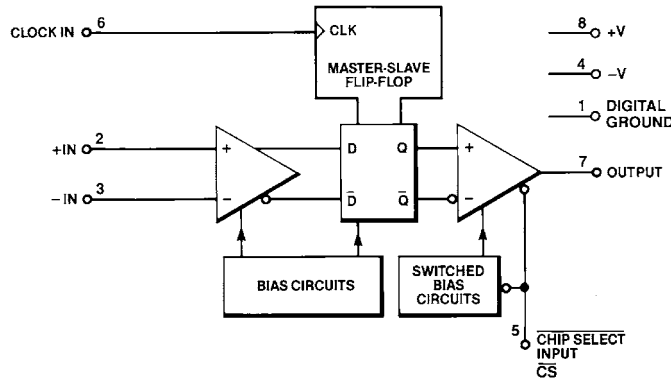 6
CLOCK IN
CLK
MASTER-SLAVE
FLIP-FLOP
8
+V
4
−V
1
DIGITAL
GROUND
2
+IN
+
D
Q
+
7
OUTPUT
3
−IN
−
D̅
Q̅
−
BIAS CIRCUITS
SWITCHED
BIAS
CIRCUITS
5
CHIP SELECT
INPUT
C̅S̅